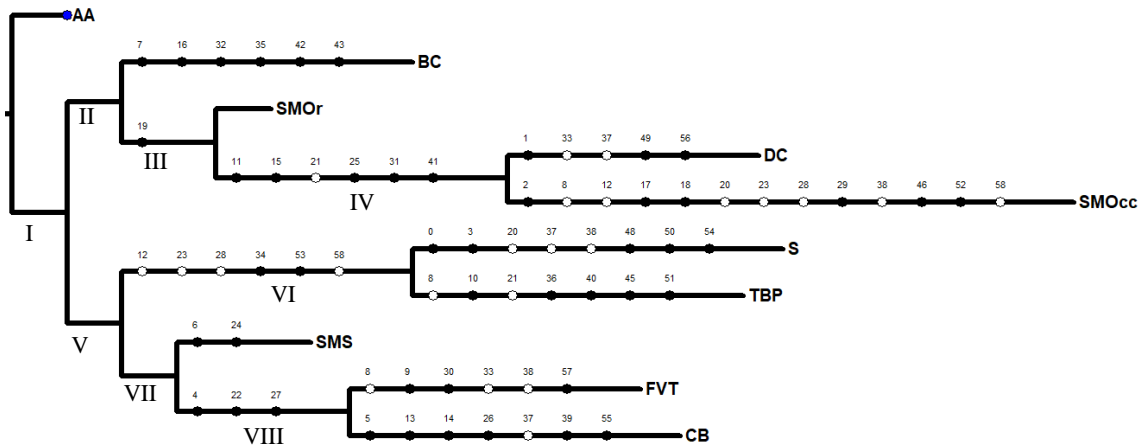 AA
7 16 32 35 42 43
BC
II
SMOr
19
III
1 33 37 49 56
DC
11 15 21 25 31 41
IV
2 8 12 17 18 20 23 28 29 38 46 52 58
SMOcc
I
0 3 20 37 38 48 50 54
S
12 23 28 34 53 58
VI
8 10 21 36 40 45 51
TBP
V
6 24
SMS
VII
8 9 30 33 38 57
FVT
4 22 27
VIII
5 13 14 26 37 39 55
CB